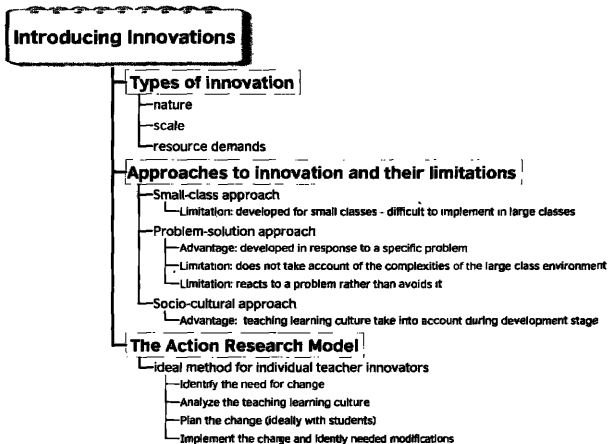 Introducing Innovations
Types of innovation
nature
scale
resource demands
Approaches to innovation and their limitations
Small-class approach
Limitation: developed for small classes - difficult to implement in large classes
Problem-solution approach
Advantage: developed in response to a specific problem
Limitation: does not take account of the complexities of the large class environment
Limitation: reacts to a problem rather than avoids it
Socio-cultural approach
Advantage: teaching learning culture take into account during development stage
The Action Research Model
ideal method for individual teacher innovators
Identify the need for change
Analyze the teaching learning culture
Plan the change (ideally with students)
Implement the change and identy needed modifications